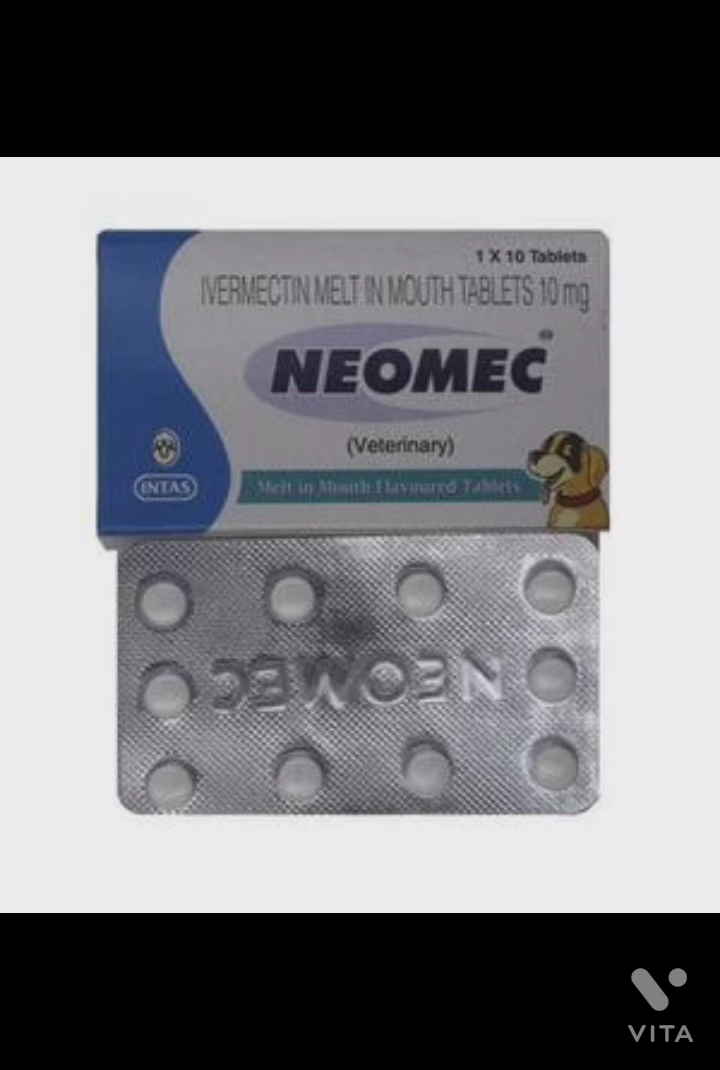 1 X 10 Tablets
IVERMECTIN MELT IN MOUTH TABLETS 10 mg
NEOMEC®
(Veterinary)
INTAS
Melt in Mouth Flavoured Tablets
NEOMEC
VITA